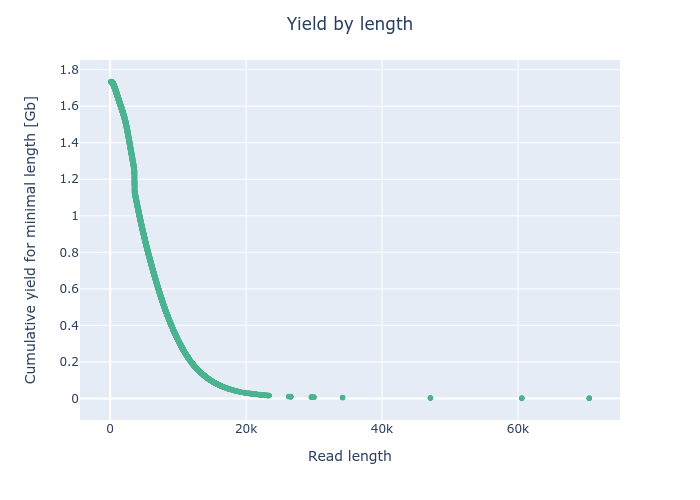 Yield by length
Cumulative yield for minimal length [Gb]
1.8
1.6
1.4
1.2
1
0.8
0.6
0.4
0.2
0
0 20k 40k 60k
Read length